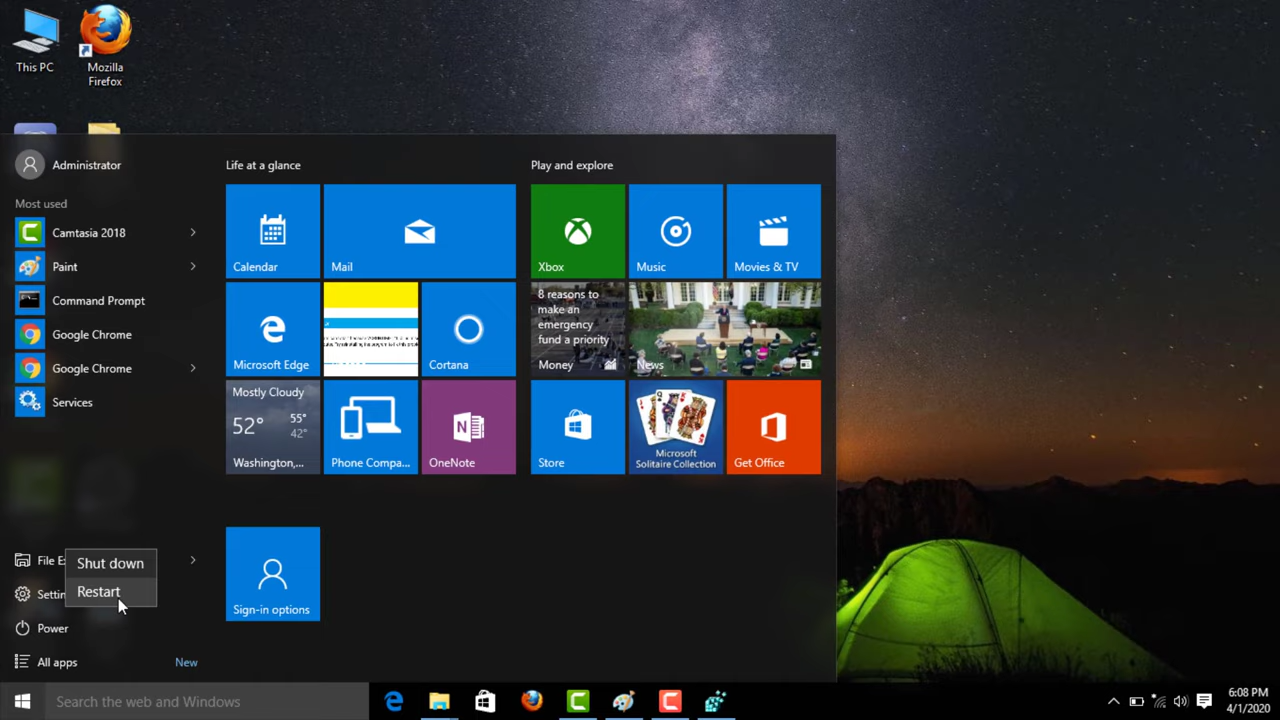 This PC
Mozilla
Firefox
Administrator
Most used
Camtasia 2018
Paint
Command Prompt
Google Chrome
Google Chrome
Services
File E
Settin
Shut down
Restart
Power
All apps
New
Life at a glance
Calendar
Mail
Microsoft Edge
Cortana
Mostly Cloudy
52°
55°
42°
Washington,...
Phone Compa...
OneNote
Sign-in options
Play and explore
Xbox
Music
Movies & TV
8 reasons to
make an
emergency
fund a priority
Money
News
Store
Microsoft
Solitaire Collection
Get Office
Search the web and Windows
6:08 PM
4/1/2020